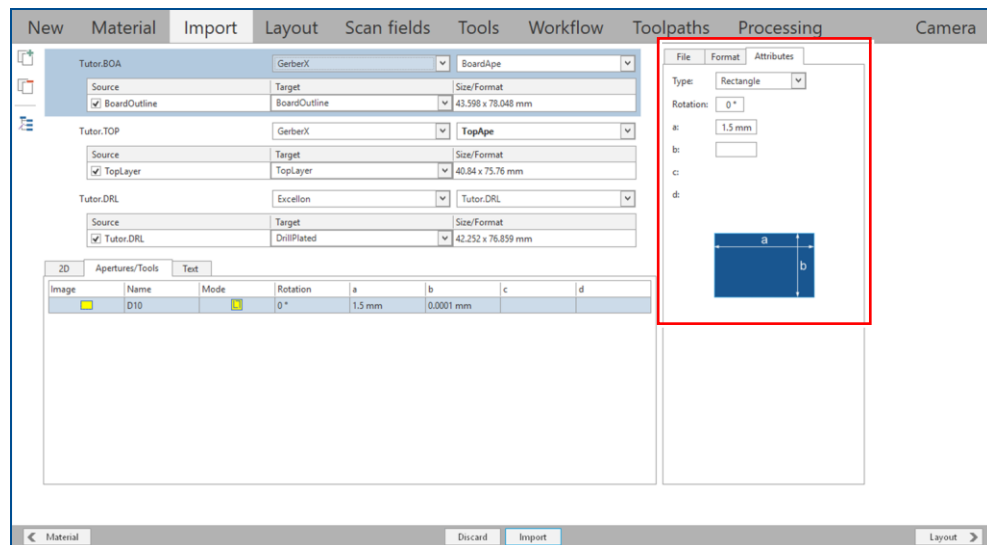 New Material Import Layout Scan fields Tools Workflow Toolpaths Processing Camera
Tutor.BOA GerberX BoardApe
Source Target Size/Format
BoardOutline BoardOutline 43.598 x 78.048 mm
Tutor.TOP GerberX TopApe
Source Target Size/Format
TopLayer TopLayer 40.84 x 75.76 mm
Tutor.DRL Excellon Tutor.DRL
Source Target Size/Format
Tutor.DRL DrillPlated 42.252 x 76.859 mm
2D Apertures/Tools Text
Image Name Mode Rotation a b c d
D10 0 ° 1.5 mm 0.0001 mm
File Format Attributes
Type: Rectangle
Rotation: 0 °
a: 1.5 mm
b:
c:
d:
a
b
Material Discard Import Layout